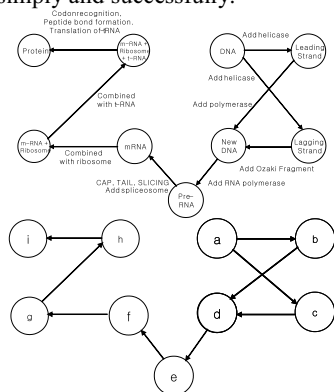 simply and successfully.
Codonrecognition,
Peptide bond formation,
Translation of t-RNA
Protein
m-RNA +
Ribosome
+ t-RNA
DNA
Add helicase
Leading
Strand
Add helicase
Combined
with t-RNA
Add polymerase
m-RNA +
Ribosome
Combined
with ribosome
mRNA
New
DNA
Lagging
Strand
Add Ozaki Fragment
CAP, TAIL, SLICING
Add spliceosome
Add RNA polymerase
Pre-
RNA
i
h
a
b
g
f
d
c
e